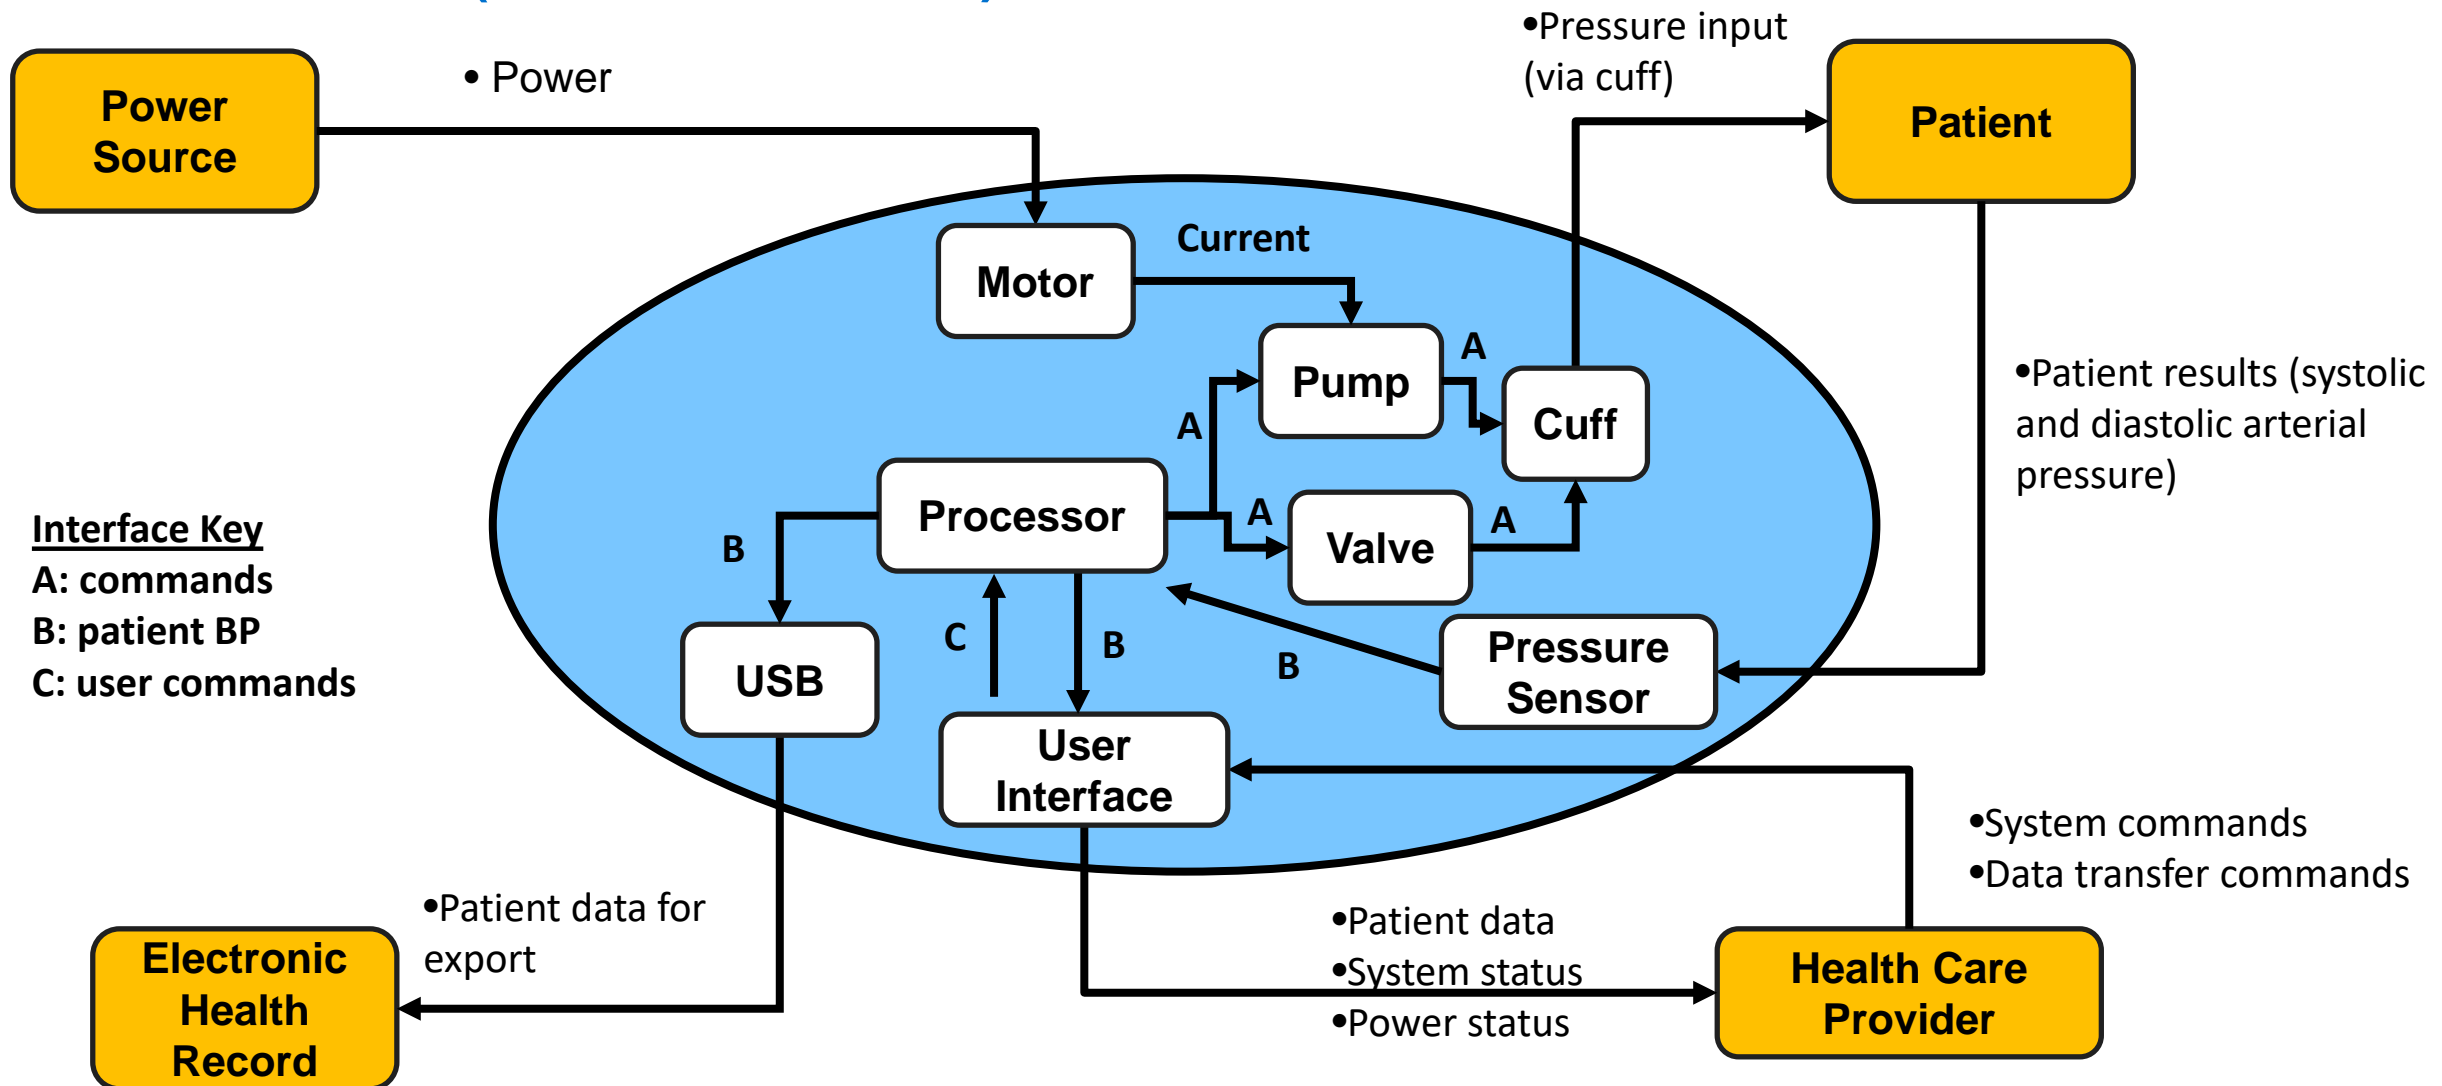 • Power
•Pressure input
(via cuff)
Power
Source
Patient
Current
Motor
Pump
A
Cuff
A
•Patient results (systolic
and diastolic arterial
pressure)
Processor
A
Valve
A
Interface Key
A: commands
B: patient BP
C: user commands
B
USB
C
B
B
Pressure
Sensor
User
Interface
•System commands
•Data transfer commands
•Patient data for
export
•Patient data
•System status
•Power status
Electronic
Health
Record
Health Care
Provider